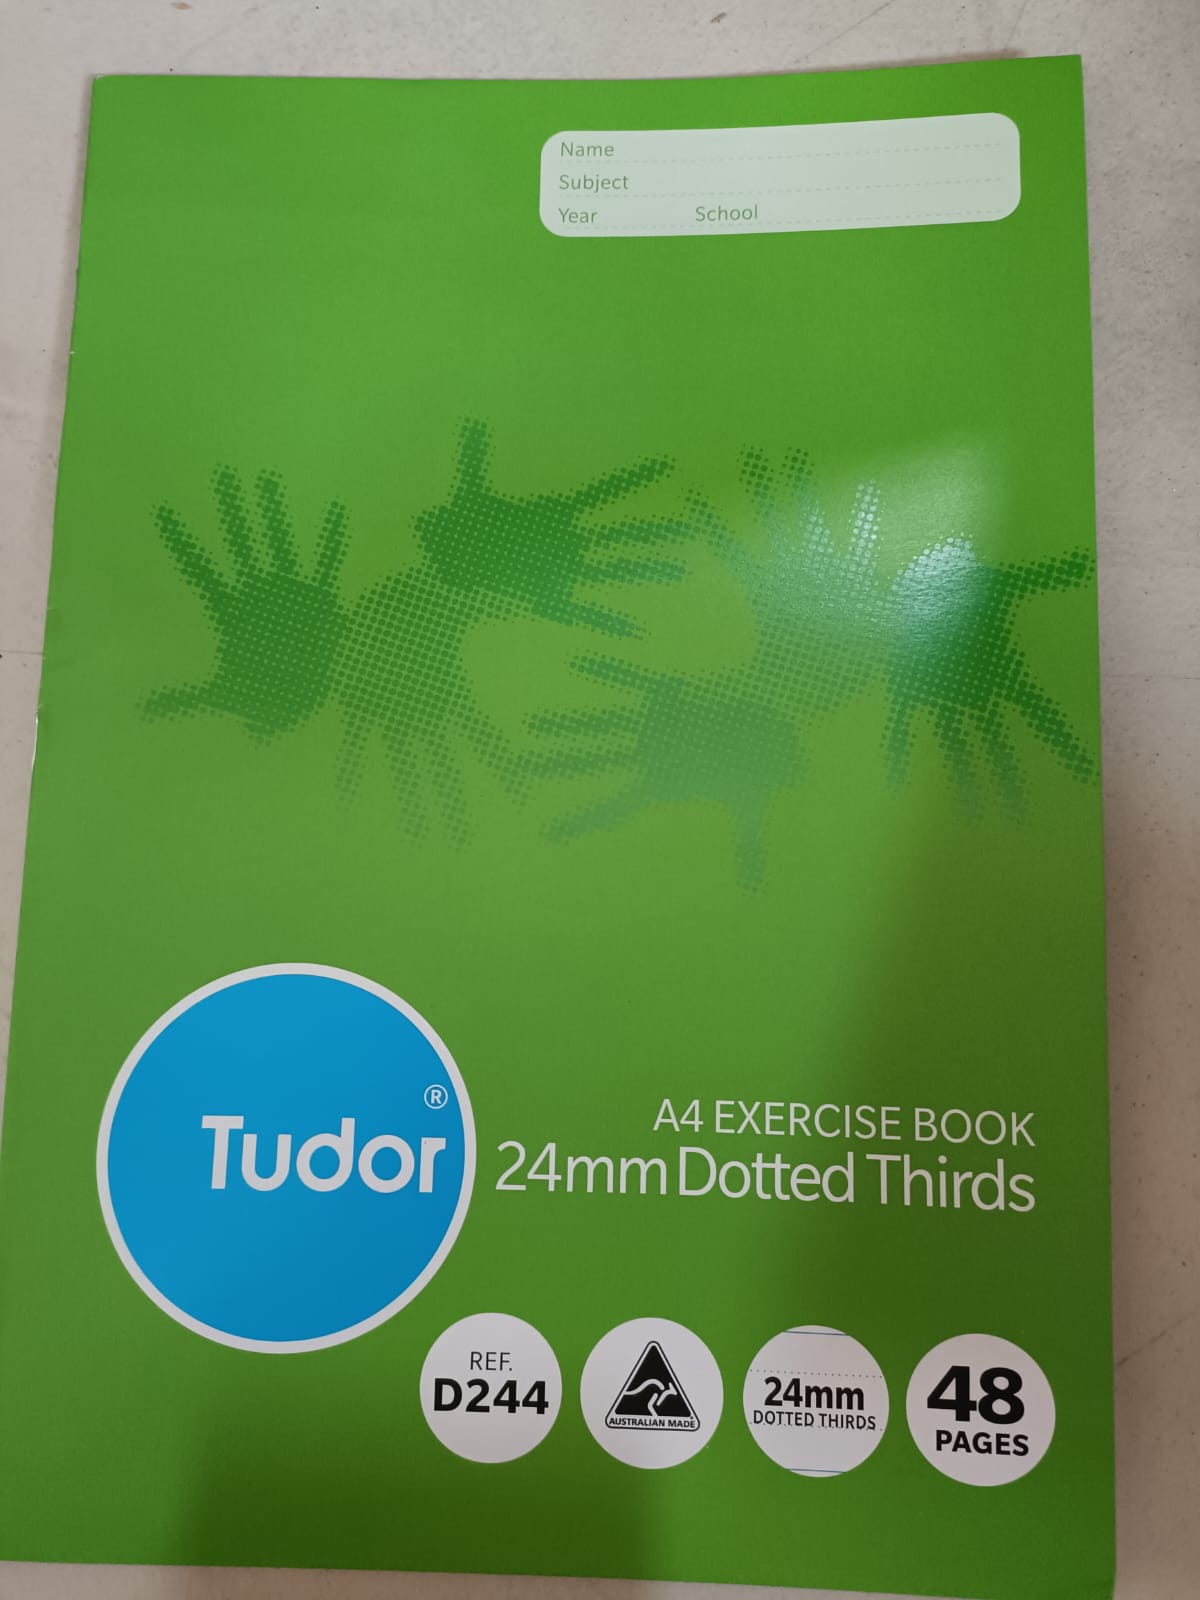 Name
Subject
Year School
Tudor®
A4 EXERCISE BOOK
24mm Dotted Thirds
REF.
D244
AUSTRALIAN MADE
24mm
DOTTED THIRDS
48
PAGES